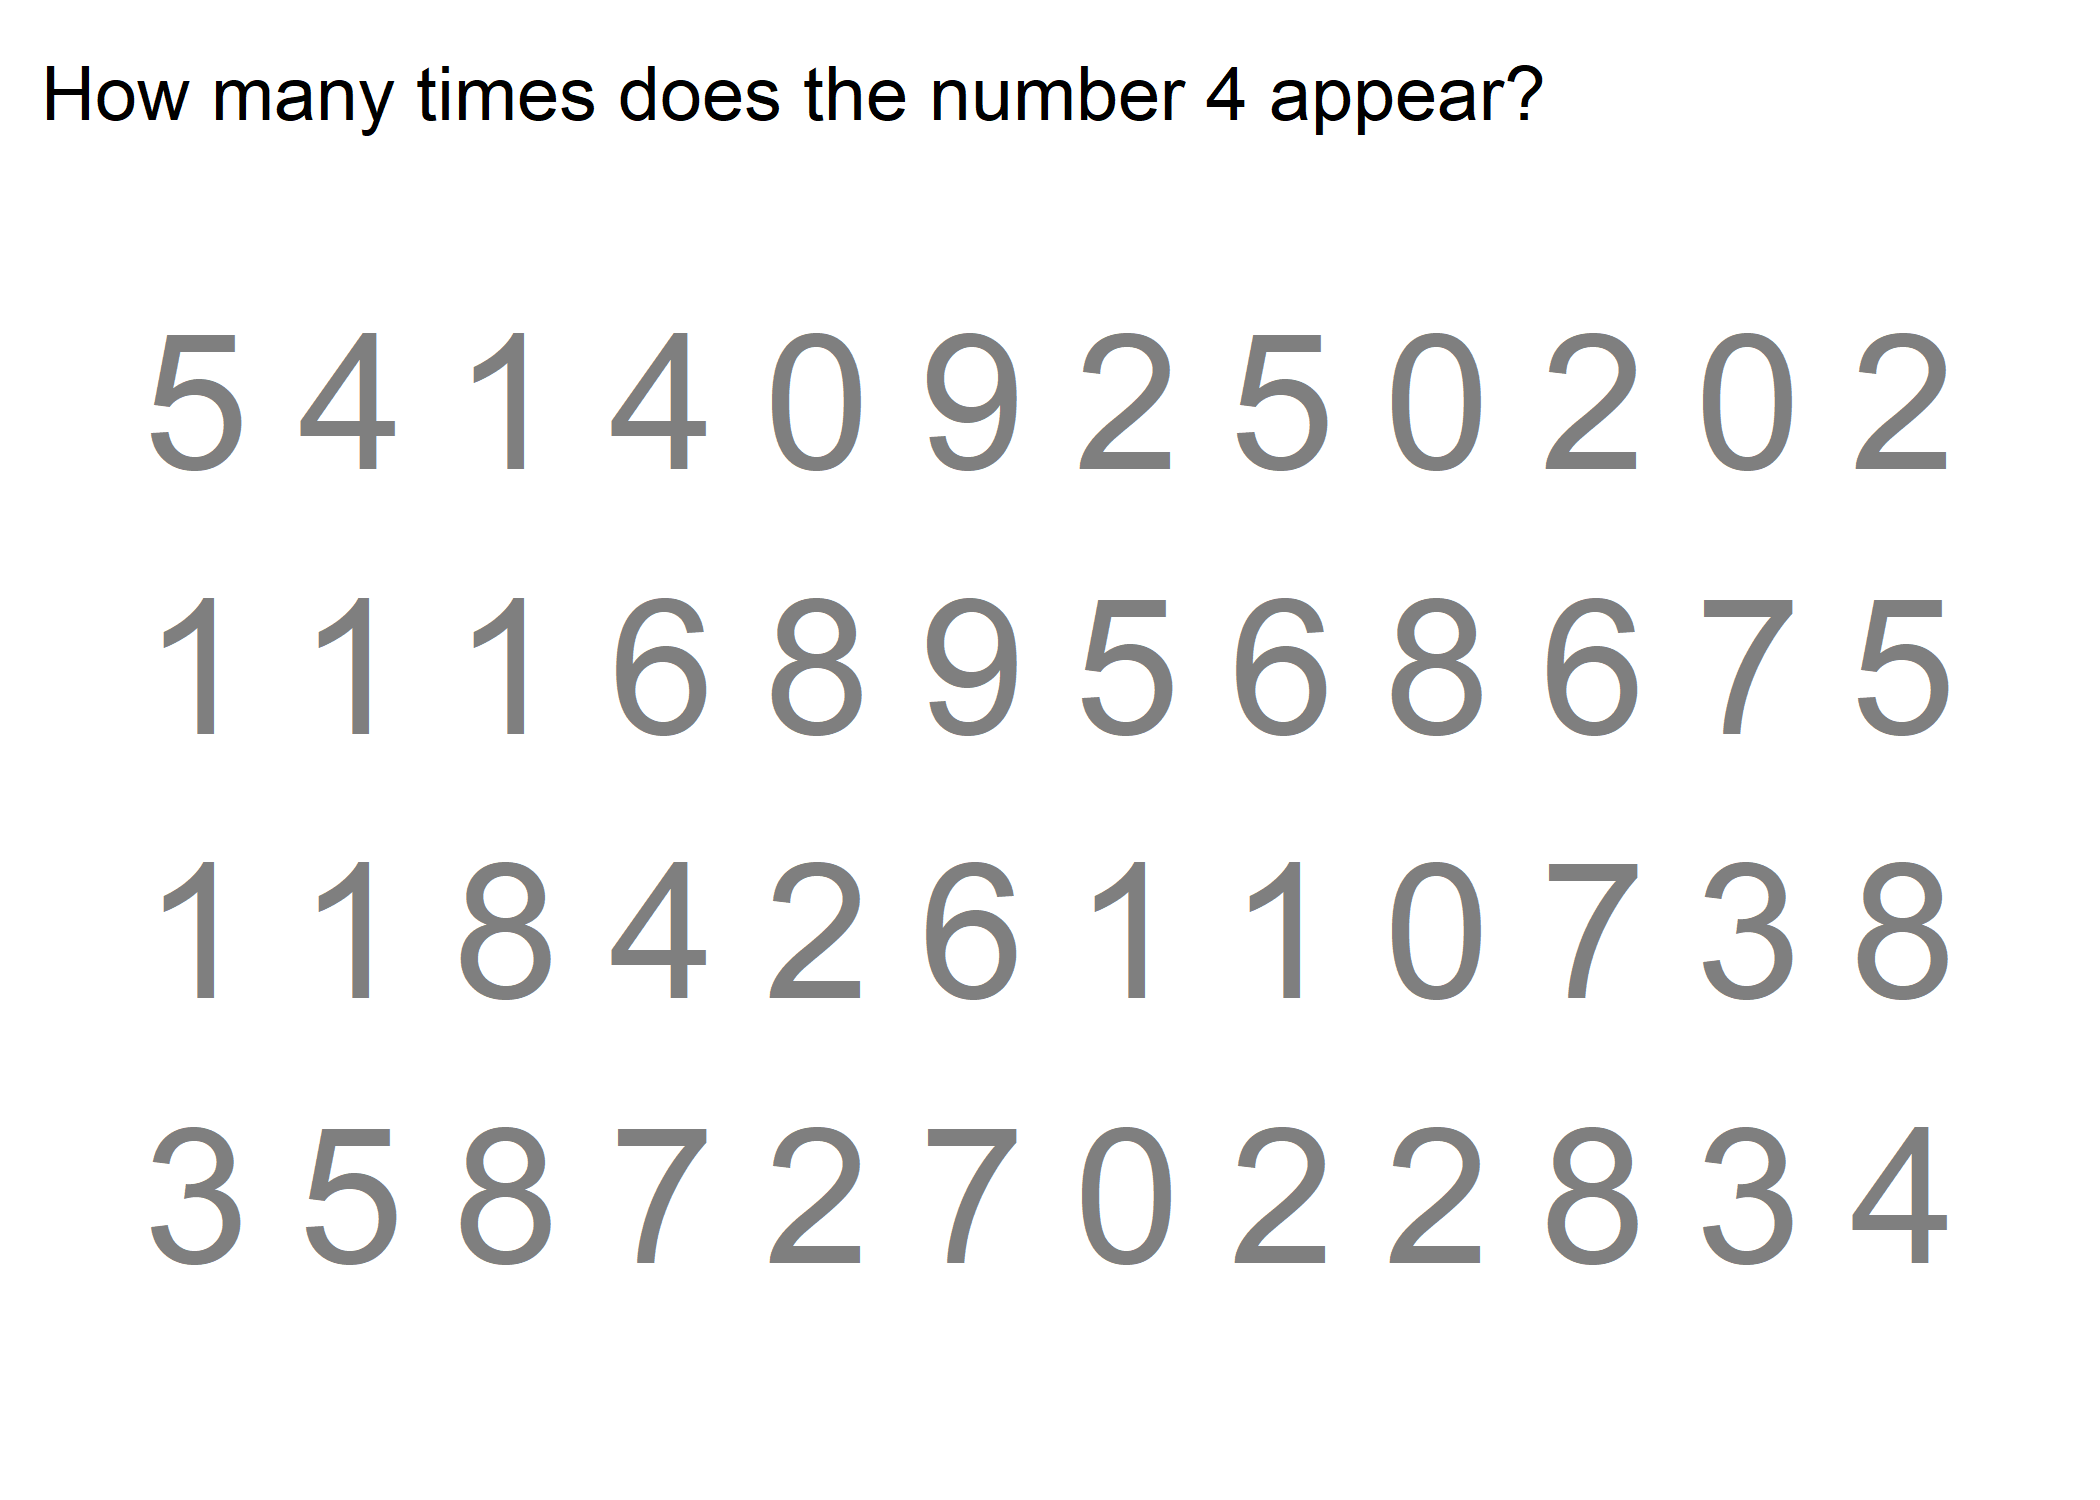 How many times does the number 4 appear?
5 4 1 4 0 9 2 5 0 2 0 2
1 1 1 6 8 9 5 6 8 6 7 5
1 1 8 4 2 6 1 1 0 7 3 8
3 5 8 7 2 7 0 2 2 8 3 4